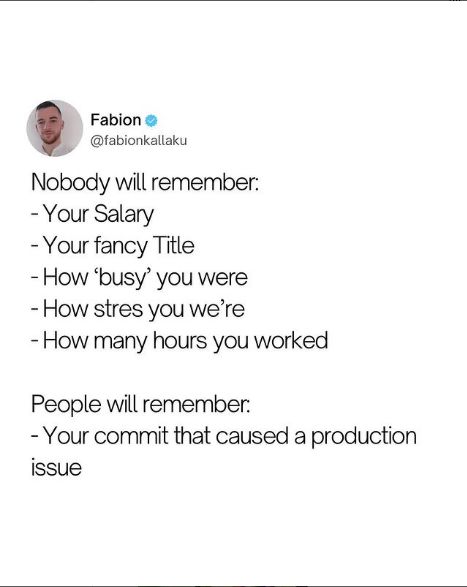 Fabion
@fabionkallaku
Nobody will remember:
- Your Salary
- Your fancy Title
- How ‘busy’ you were
- How stres you we’re
- How many hours you worked
People will remember:
- Your commit that caused a production
issue